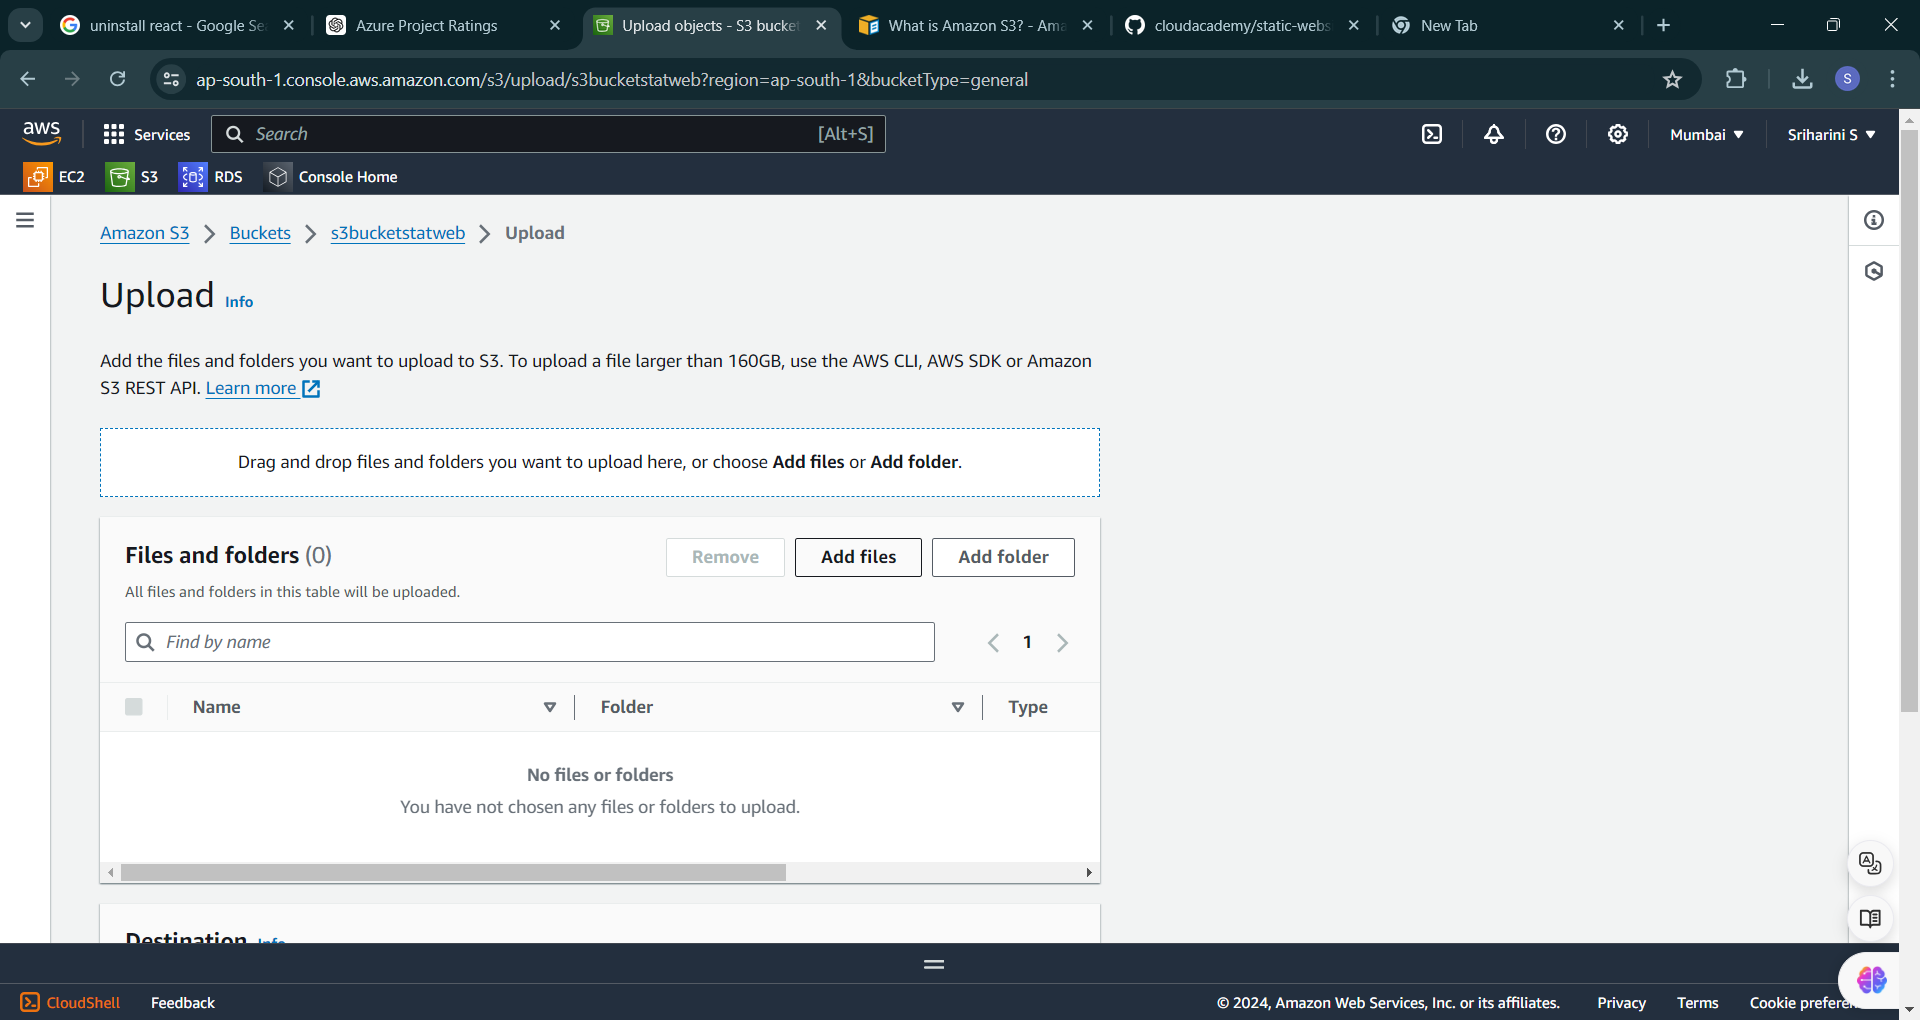 uninstall react - Google Se
Azure Project Ratings
Upload objects - S3 bucket
What is Amazon S3? - Ama
cloudacademy/static-webs
New Tab
ap-south-1.console.aws.amazon.com/s3/upload/s3bucketstatweb?region=ap-south-1&bucketType=general
S
aws
Services
Search
[Alt+S]
Mumbai
Sriharini S
EC2
S3
RDS
Console Home
Amazon S3
Buckets
s3bucketstatweb
Upload
Upload Info
Add the files and folders you want to upload to S3. To upload a file larger than 160GB, use the AWS CLI, AWS SDK or Amazon
S3 REST API. Learn more
Drag and drop files and folders you want to upload here, or choose Add files or Add folder.
Files and folders (0)
Remove
Add files
Add folder
All files and folders in this table will be uploaded.
Find by name
1
Name
Folder
Type
No files or folders
You have not chosen any files or folders to upload.
Destination Info
CloudShell
Feedback
© 2024, Amazon Web Services, Inc. or its affiliates.
Privacy
Terms
Cookie prefere